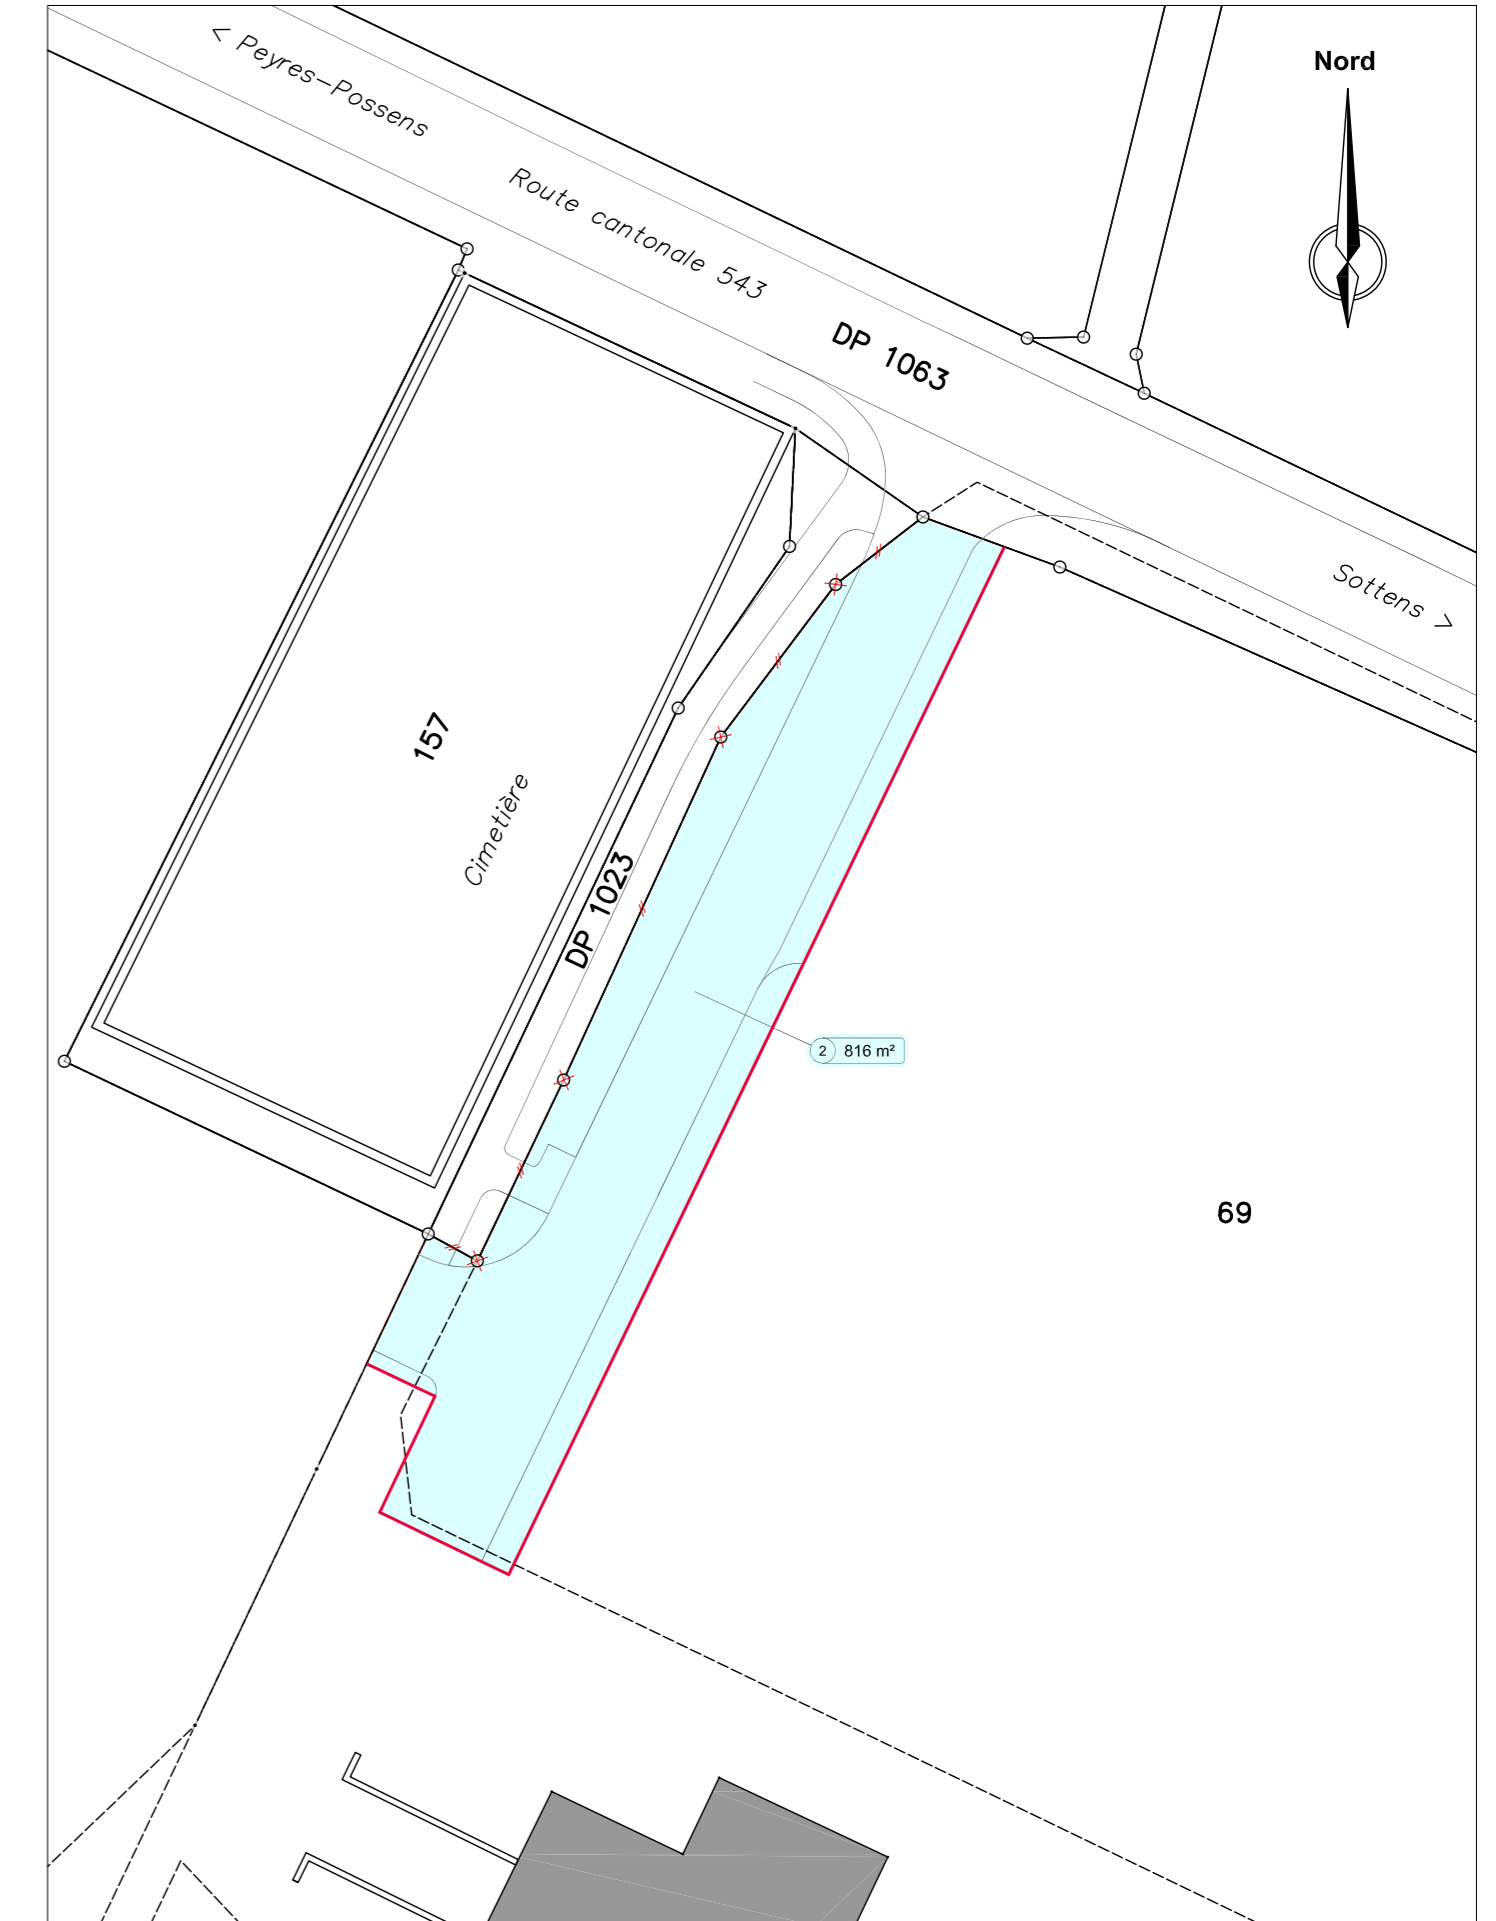 < Peyres-Possens
Nord
Route cantonale 543
DP 1063
Sottens >
157
Cimetière
DP 1023
2 816 m²
69